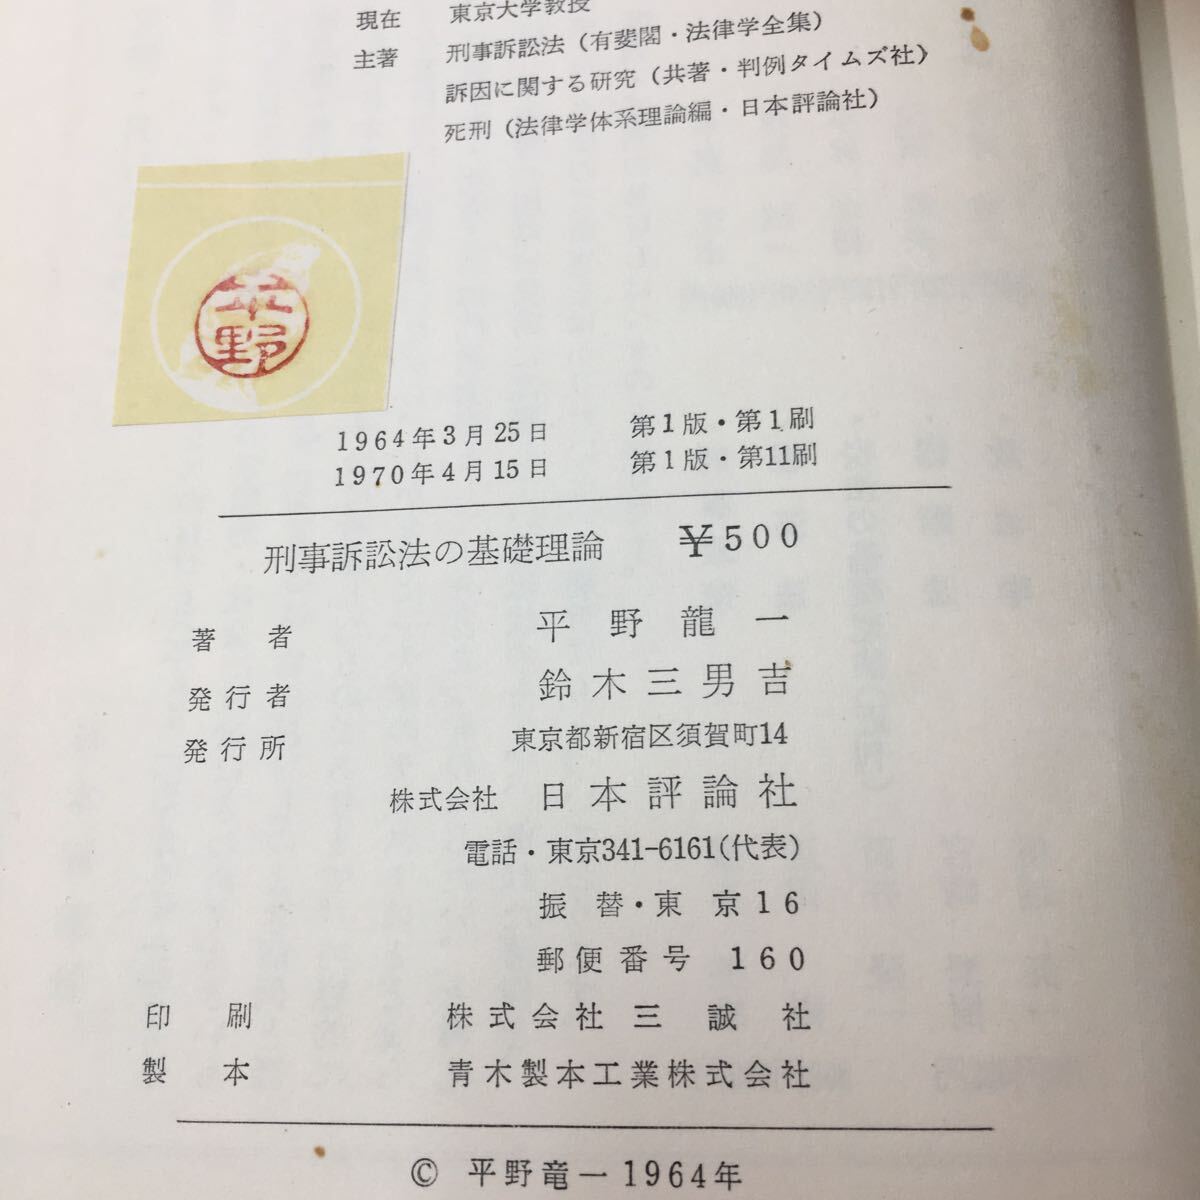 現在 東京大学教授
主著 刑事訴訟法（有斐閣・法律学全集）
訴因に関する研究（共著・判例タイムズ社）
死刑（法律学体系理論編・日本評論社）
平野
1964年3月25日 第1版・第1刷
1970年4月15日 第1版・第11刷
刑事訴訟法の基礎理論 ¥500
著者 平野龍一
発行者 鈴木三男吉
発行所 東京都新宿区須賀町14
株式会社 日本評論社
電話・東京341-6161（代表）
振替・東京16
郵便番号 160
印刷 株式会社三誠社
製本 青木製本工業株式会社
© 平野竜一 1964年